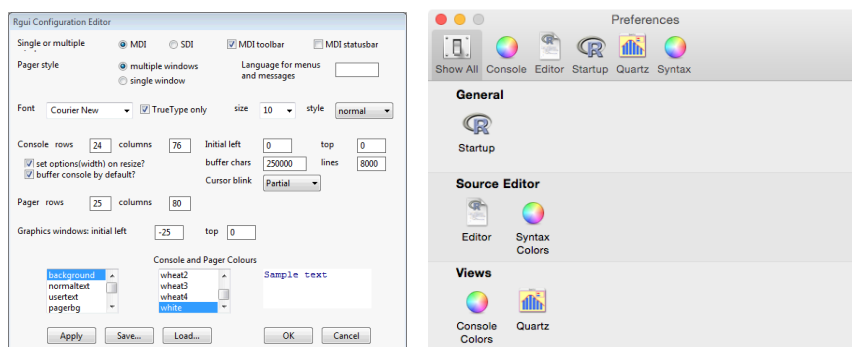 Rgui Configuration Editor
Single or multiple MDI SDI MDI toolbar MDI statusbar
Pager style multiple windows Language for menus
single window and messages
Font Courier New TrueType only size 10 style normal
Console rows 24 columns 76 Initial left 0 top 0
set options(width) on resize? buffer chars 250000 lines 8000
buffer console by default? Cursor blink Partial
Pager rows 25 columns 80
Graphics windows: initial left -25 top 0
Console and Pager Colours
background wheat2 Sample text
normaltext wheat3
usertext wheat4
pagerbg white
Apply Save... Load... OK Cancel
Preferences
Show All Console Editor Startup Quartz Syntax
General
Startup
Source Editor
Editor Syntax
Colors
Views
Console Quartz
Colors